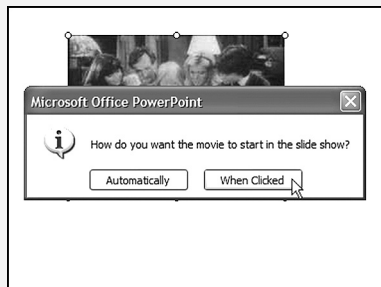 Microsoft Office PowerPoint
How do you want the movie to start in the slide show?
Automatically
When Clicked